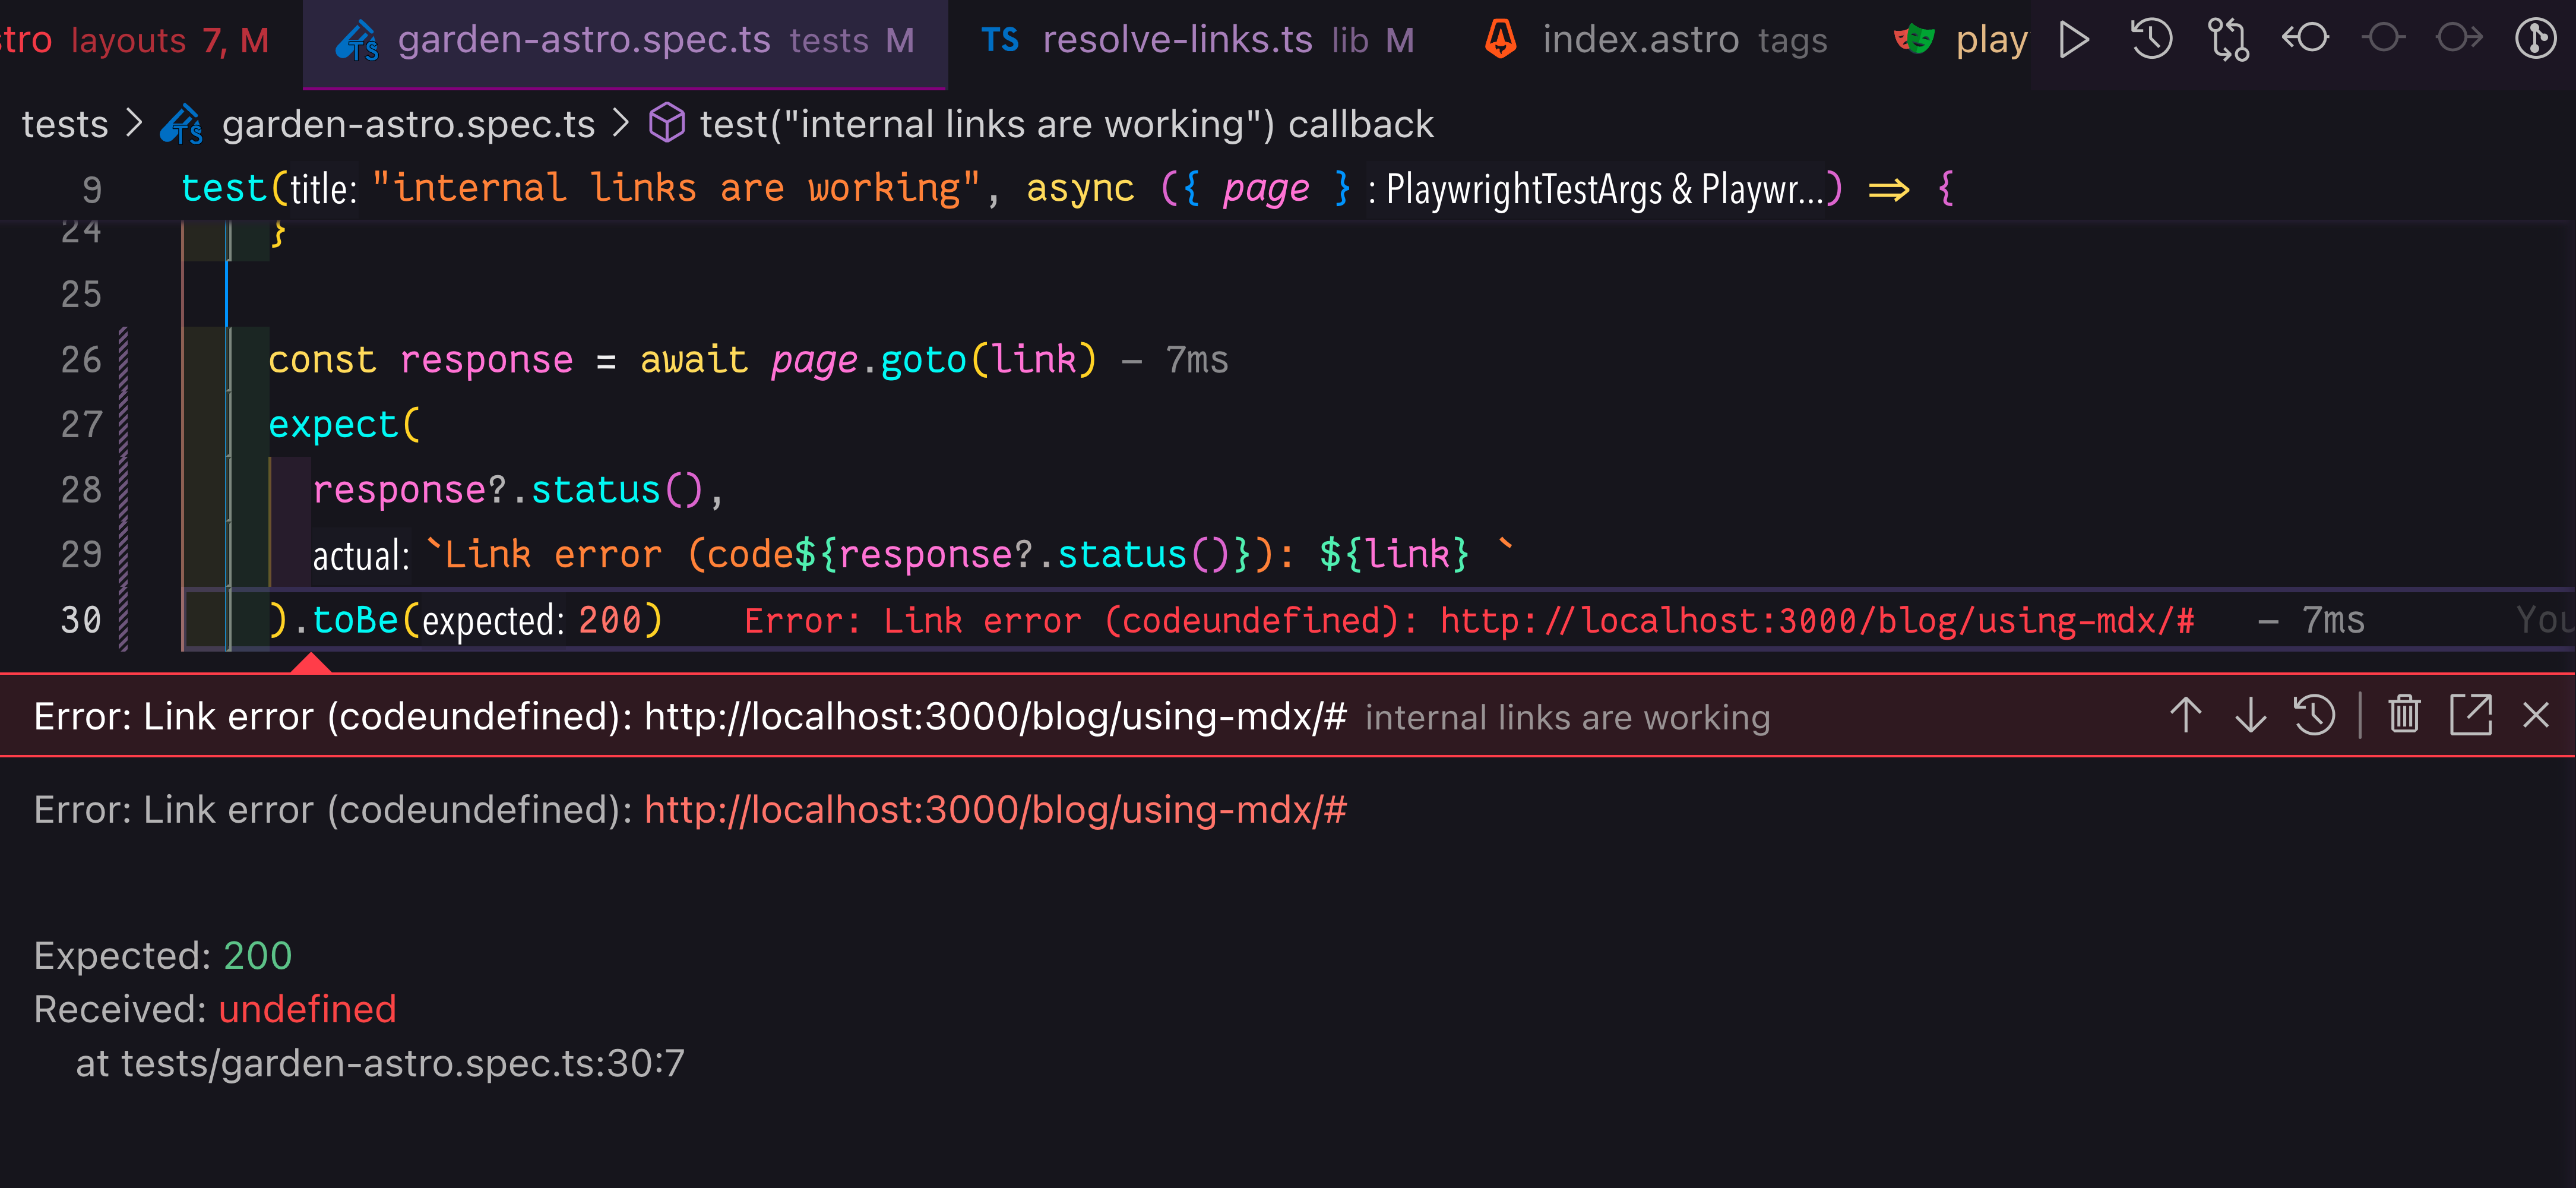 stro layouts 7, M garden-astro.spec.ts tests M TS resolve-links.ts lib M index.astro tags play
tests > garden-astro.spec.ts > test("internal links are working") callback
9 test(title: "internal links are working", async ({ page } : PlaywrightTestArgs & Playwr...) => {
24 }
25
26 const response = await page.goto(link) – 7ms
27 expect(
28 response?.status(),
29 actual: `Link error (code${response?.status()}): ${link} `
30 ).toBe(expected: 200) Error: Link error (codeundefined): http://localhost:3000/blog/using-mdx/# – 7ms You
Error: Link error (codeundefined): http://localhost:3000/blog/using-mdx/# internal links are working
Error: Link error (codeundefined): http://localhost:3000/blog/using-mdx/#
Expected: 200
Received: undefined
at tests/garden-astro.spec.ts:30:7